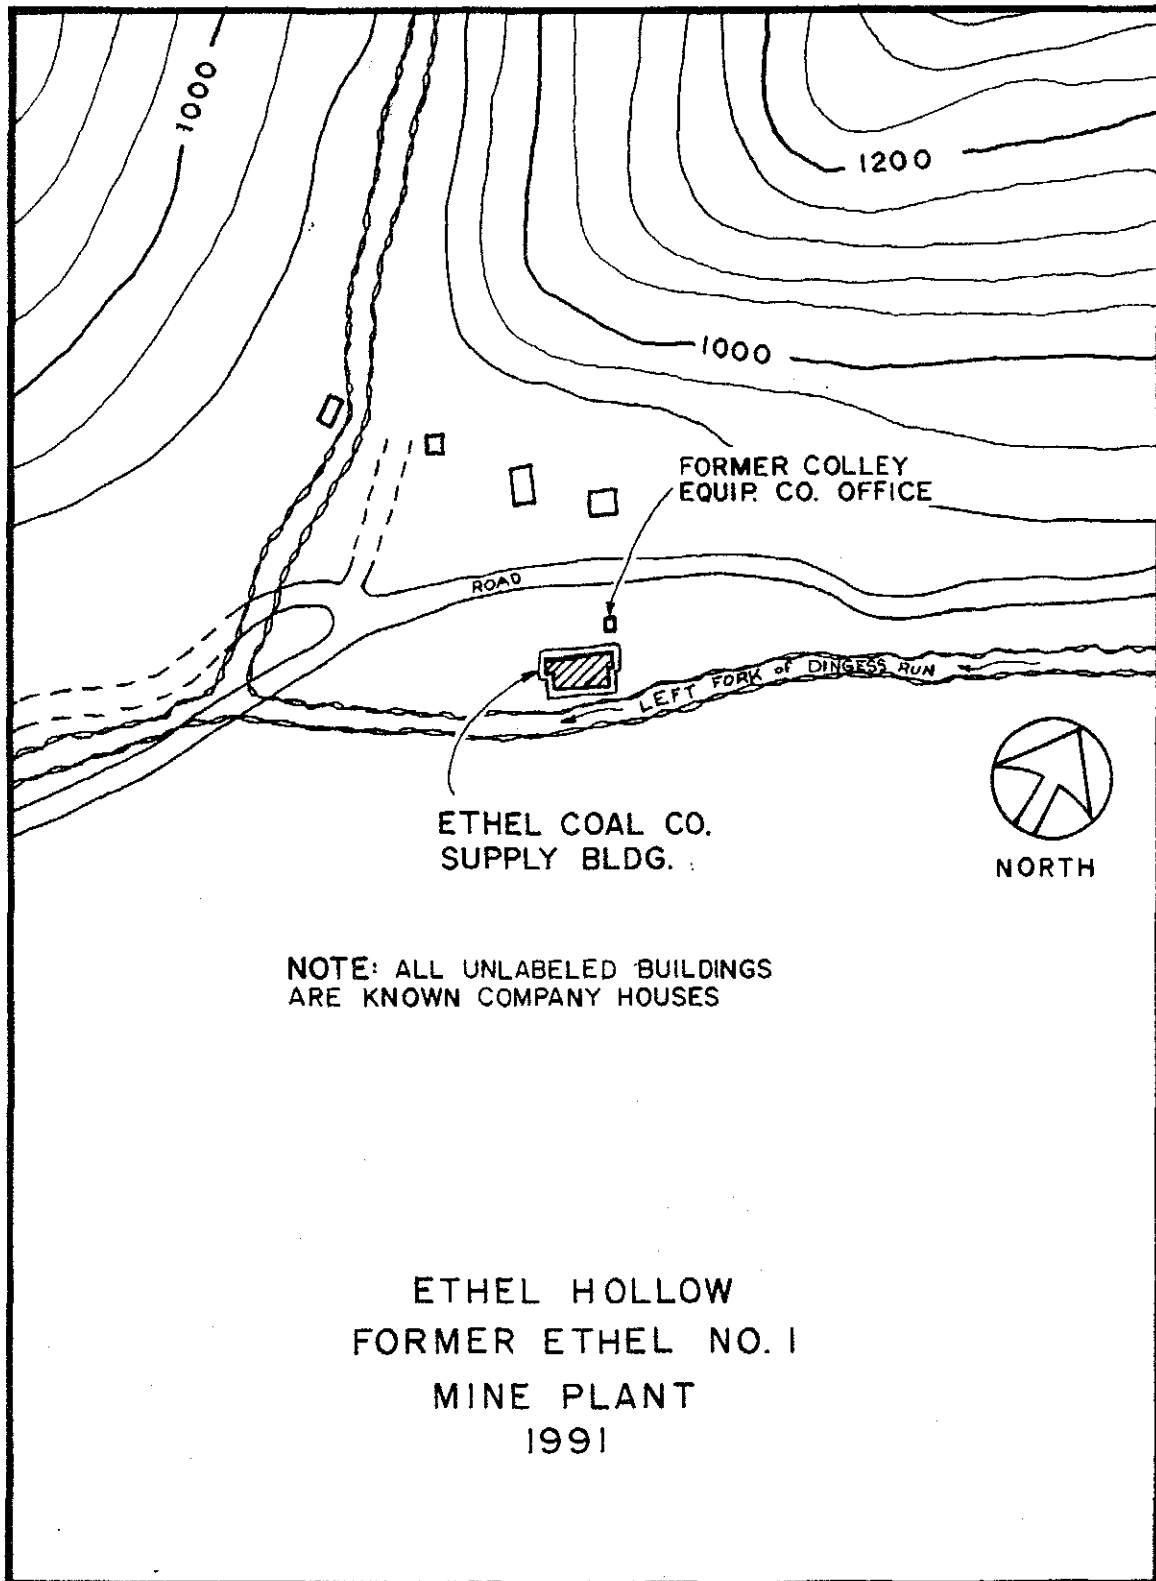 1000
1200
1000
FORMER COLLEY
EQUIP. CO. OFFICE
ROAD
LEFT FORK of DINGESS RUN
ETHEL COAL CO.
SUPPLY BLDG.
NORTH
NOTE: ALL UNLABELED BUILDINGS
ARE KNOWN COMPANY HOUSES
ETHEL HOLLOW
FORMER ETHEL NO. 1
MINE PLANT
1991